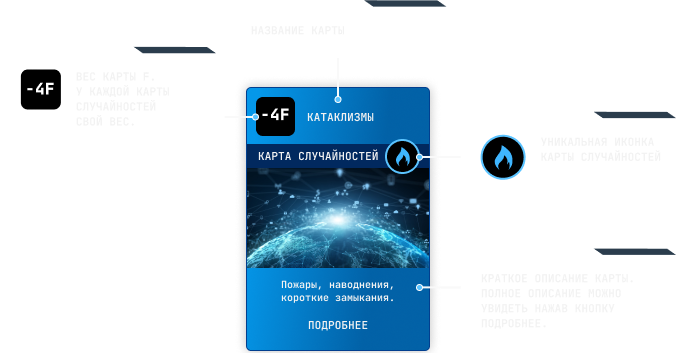 НАЗВАНИЕ КАРТЫ
-4F
ВЕС КАРТЫ F.
У КАЖДОЙ КАРТЫ
СЛУЧАЙНОСТЕЙ
СВОЙ ВЕС.
-4F
КАТАКЛИЗМЫ
КАРТА СЛУЧАЙНОСТЕЙ
УНИКАЛЬНАЯ ИКОНКА
КАРТЫ СЛУЧАЙНОСТЕЙ
Пожары, наводнения,
короткие замыкания.
ПОДРОБНЕЕ
КРАТКОЕ ОПИСАНИЕ КАРТЫ.
ПОЛНОЕ ОПИСАНИЕ МОЖНО
УВИДЕТЬ НАЖАВ КНОПКУ
ПОДРОБНЕЕ.